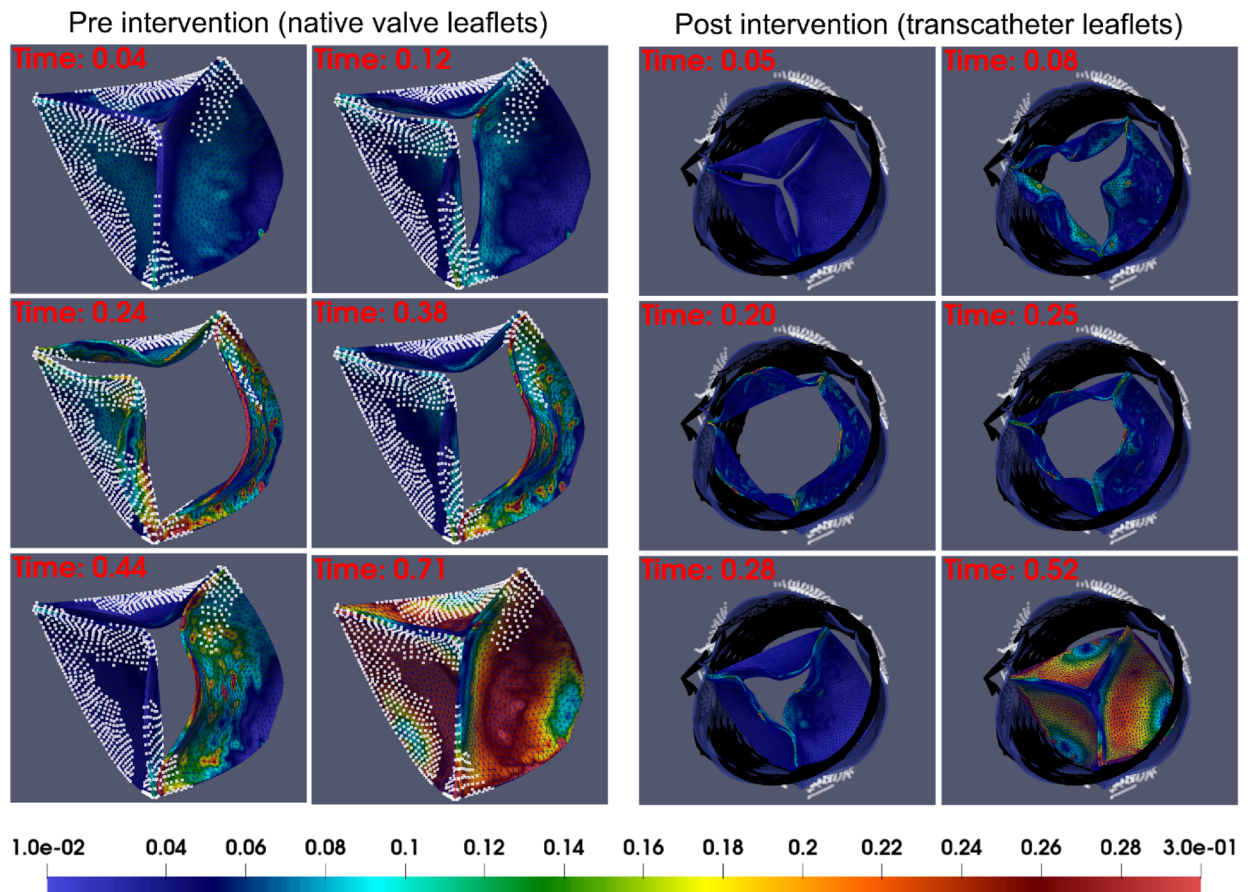 Pre intervention (native valve leaflets)
Post intervention (transcatheter leaflets)
Time: 0.04
Time: 0.12
Time: 0.05
Time: 0.08
Time: 0.24
Time: 0.38
Time: 0.20
Time: 0.25
Time: 0.44
Time: 0.71
Time: 0.28
Time: 0.52
1.0e-02 0.04 0.06 0.08 0.1 0.12 0.14 0.16 0.18 0.2 0.22 0.24 0.26 0.28 3.0e-01